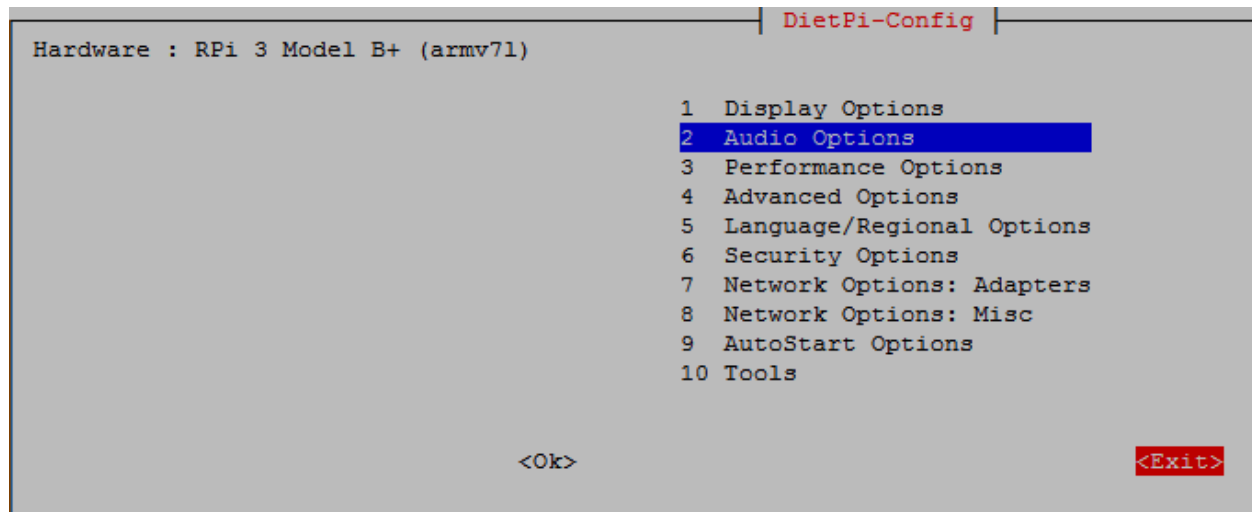 DietPi-Config
Hardware : RPi 3 Model B+ (armv7l)
1 Display Options
2 Audio Options
3 Performance Options
4 Advanced Options
5 Language/Regional Options
6 Security Options
7 Network Options: Adapters
8 Network Options: Misc
9 AutoStart Options
10 Tools
<Ok> <Exit>